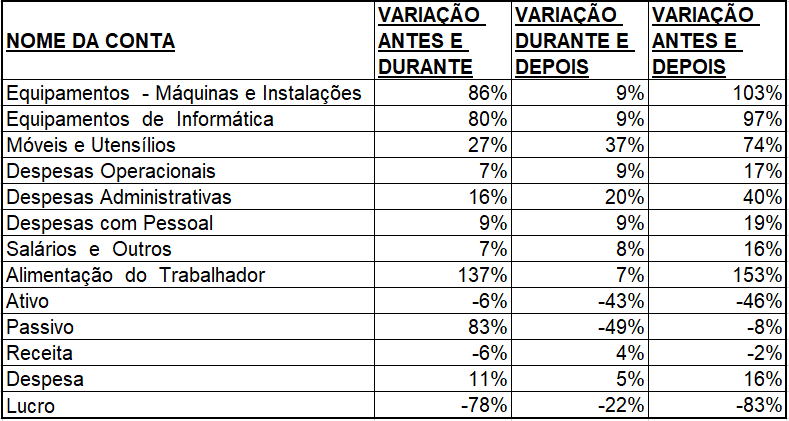 NOME DA CONTA VARIAÇÃO ANTES E DURANTE VARIAÇÃO DURANTE E DEPOIS VARIAÇÃO ANTES E DEPOIS
Equipamentos - Máquinas e Instalações 86% 9% 103%
Equipamentos de Informática 80% 9% 97%
Móveis e Utensílios 27% 37% 74%
Despesas Operacionais 7% 9% 17%
Despesas Administrativas 16% 20% 40%
Despesas com Pessoal 9% 9% 19%
Salários e Outros 7% 8% 16%
Alimentação do Trabalhador 137% 7% 153%
Ativo -6% -43% -46%
Passivo 83% -49% -8%
Receita -6% 4% -2%
Despesa 11% 5% 16%
Lucro -78% -22% -83%